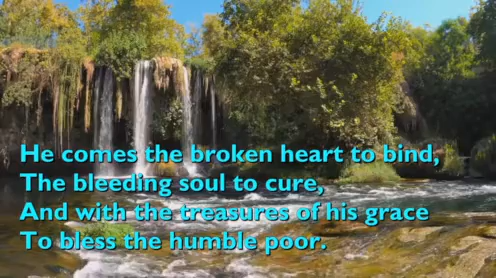 He comes the broken heart to bind,
The bleeding soul to cure,
And with the treasures of his grace
To bless the humble poor.